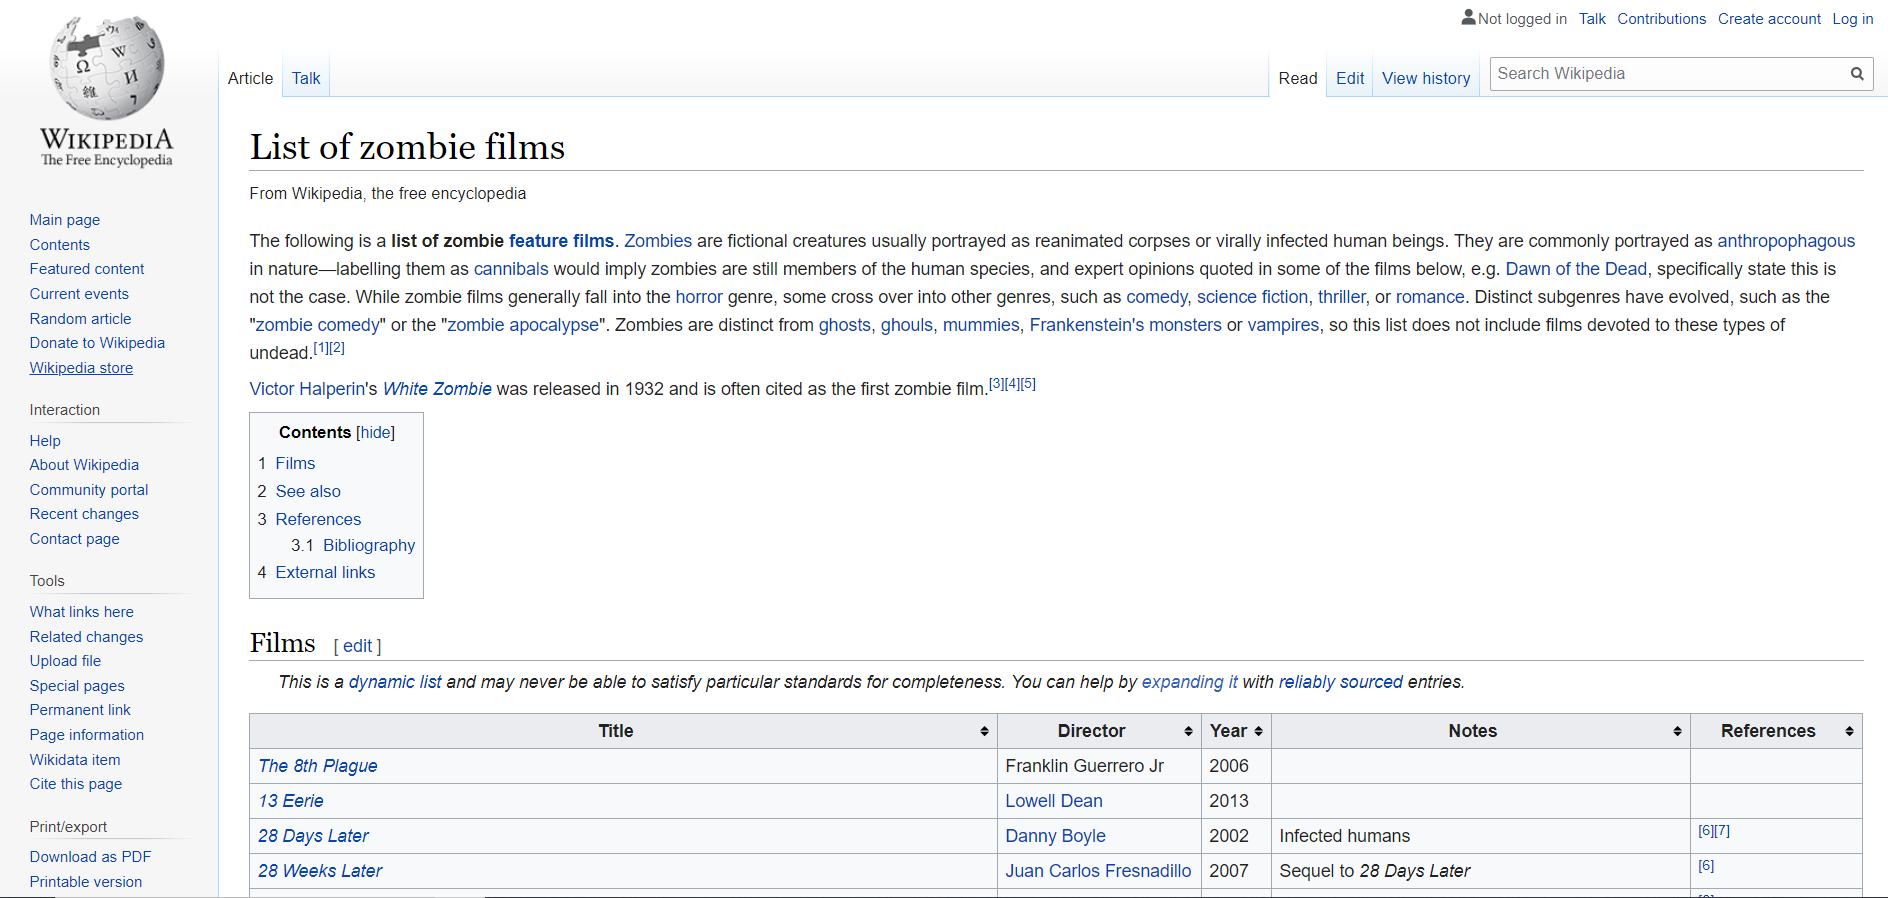 Not logged in Talk Contributions Create account Log in
Article Talk Read Edit View history Search Wikipedia
WIKIPEDIA
The Free Encyclopedia
Main page
Contents
Featured content
Current events
Random article
Donate to Wikipedia
Wikipedia store
Interaction
Help
About Wikipedia
Community portal
Recent changes
Contact page
Tools
What links here
Related changes
Upload file
Special pages
Permanent link
Page information
Wikidata item
Cite this page
Print/export
Download as PDF
Printable version
List of zombie films
From Wikipedia, the free encyclopedia
The following is a list of zombie feature films. Zombies are fictional creatures usually portrayed as reanimated corpses or virally infected human beings. They are commonly portrayed as anthropophagous
in nature—labelling them as cannibals would imply zombies are still members of the human species, and expert opinions quoted in some of the films below, e.g. Dawn of the Dead, specifically state this is
not the case. While zombie films generally fall into the horror genre, some cross over into other genres, such as comedy, science fiction, thriller, or romance. Distinct subgenres have evolved, such as the
"zombie comedy" or the "zombie apocalypse". Zombies are distinct from ghosts, ghouls, mummies, Frankenstein's monsters or vampires, so this list does not include films devoted to these types of
undead.[1][2]
Victor Halperin's White Zombie was released in 1932 and is often cited as the first zombie film.[3][4][5]
Contents [hide]
1 Films
2 See also
3 References
3.1 Bibliography
4 External links
Films [ edit ]
This is a dynamic list and may never be able to satisfy particular standards for completeness. You can help by expanding it with reliably sourced entries.
Title Director Year Notes References
The 8th Plague Franklin Guerrero Jr 2006
13 Eerie Lowell Dean 2013
28 Days Later Danny Boyle 2002 Infected humans [6][7]
28 Weeks Later Juan Carlos Fresnadillo 2007 Sequel to 28 Days Later [6]